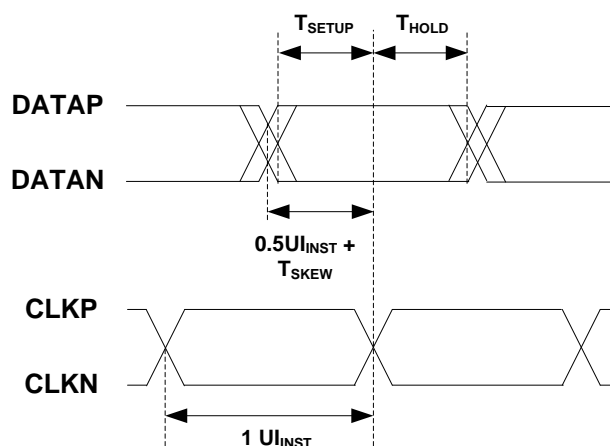 TSETUP THOLD
DATAP
DATAN
0.5UIINST +
TSKEW
CLKP
CLKN
1 UIINST